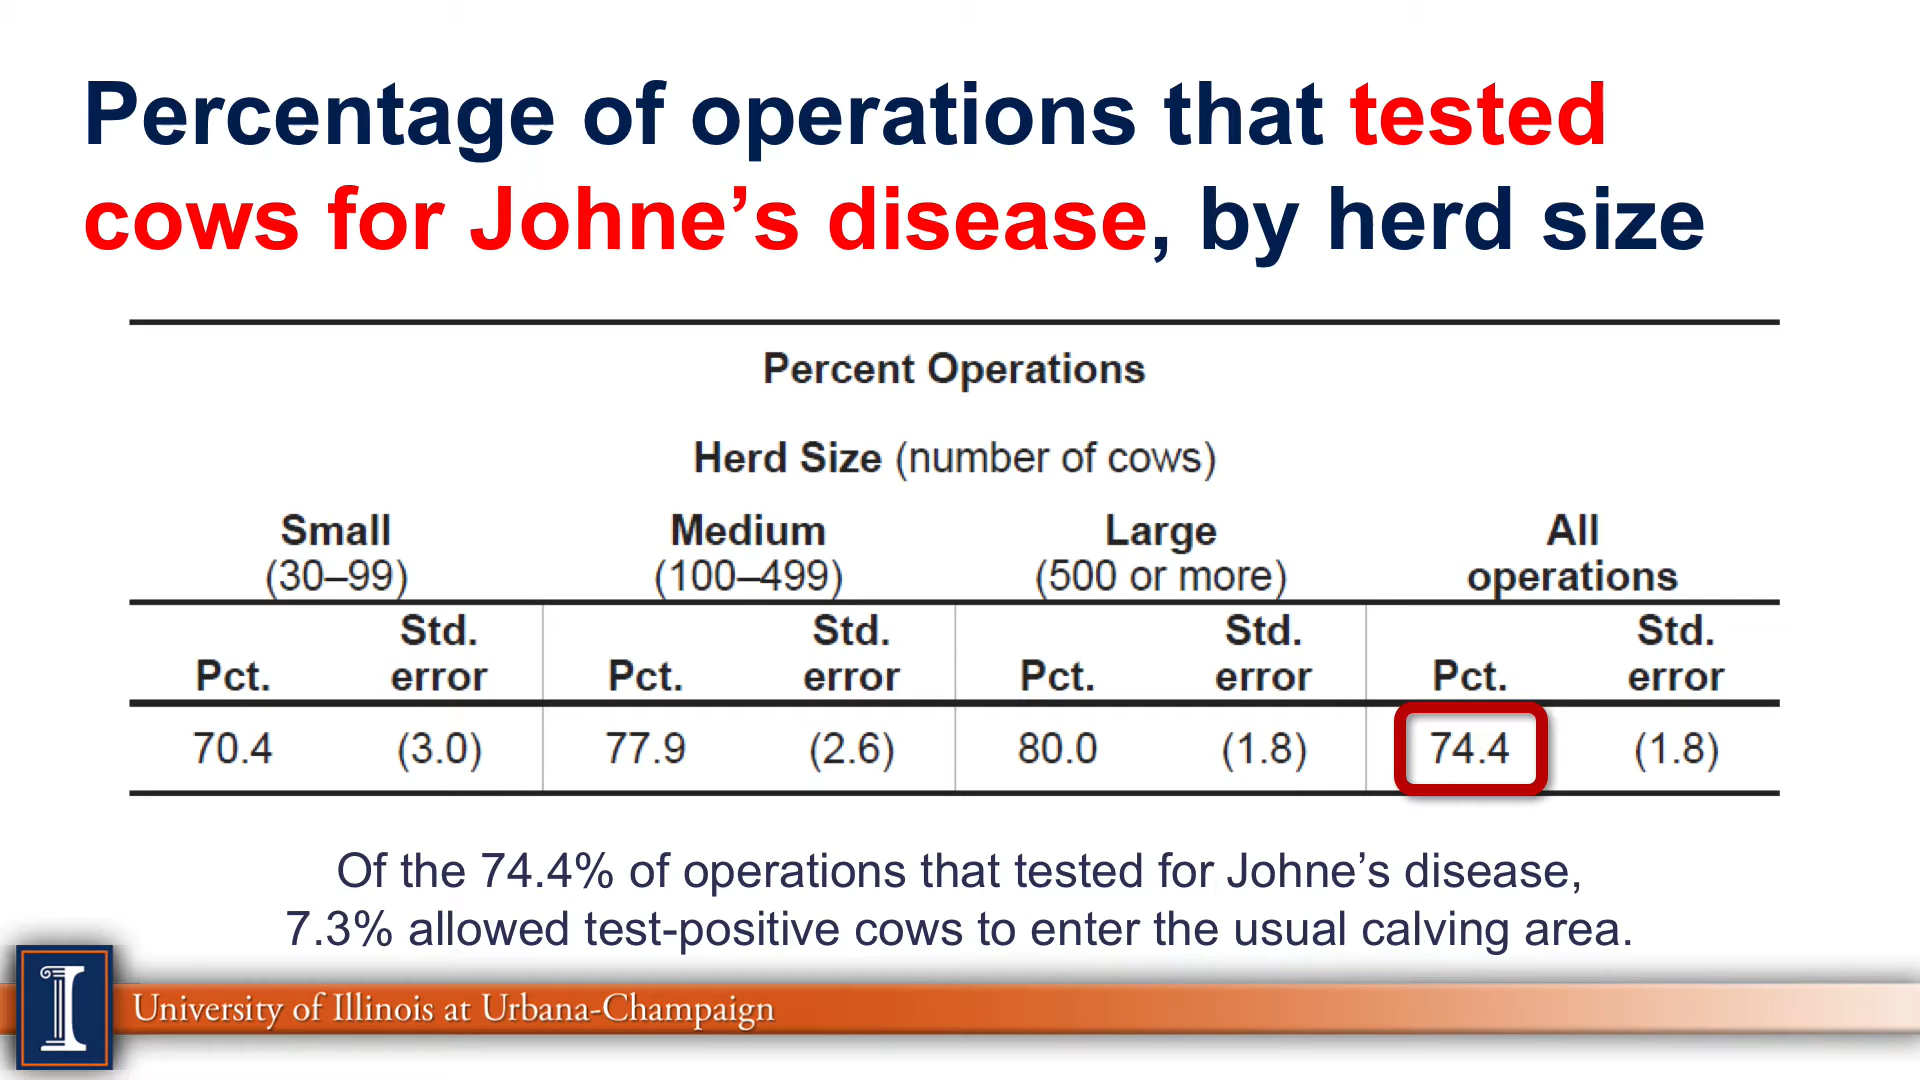 Percentage of operations that tested
cows for Johne’s disease, by herd size
Percent Operations
Herd Size (number of cows)
Small Medium Large All
(30–99) (100–499) (500 or more) operations
Std. Std. Std. Std.
Pct. error Pct. error Pct. error Pct. error
70.4 (3.0) 77.9 (2.6) 80.0 (1.8) 74.4 (1.8)
Of the 74.4% of operations that tested for Johne’s disease,
7.3% allowed test-positive cows to enter the usual calving area.
I University of Illinois at Urbana-Champaign